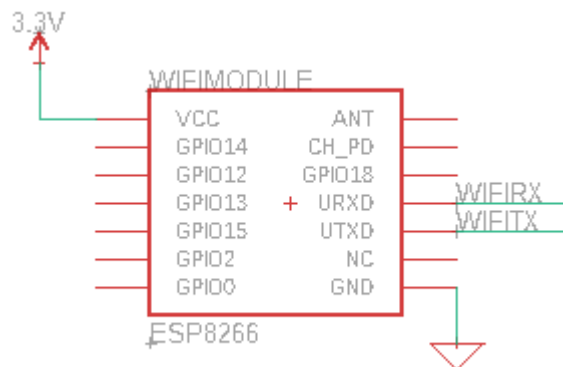 3.3V
WIFIMODULE
VCC ANT
GPIO14 CH_PD
GPIO12 GPIO18
GPIO13 URXD WIFIRX
GPIO15 UTXD WIFITX
GPIO2 NC
GPIO0 GND
ESP8266